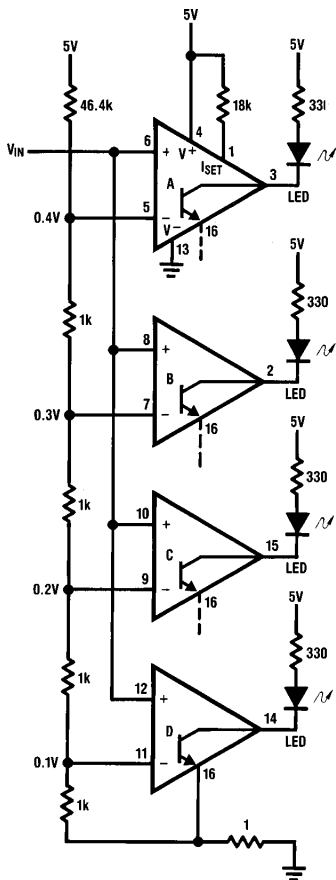 5V
5V
5V
46.4k
18k
33I
VIN
6
+
4
V+
1
ISET
3
LED
A
0.4V
5
−
V−
16
13
5V
1k
330
8
+
2
B
LED
0.3V
7
−
16
5V
1k
330
10
+
15
C
LED
0.2V
9
−
16
5V
1k
330
12
+
14
D
LED
0.1V
11
−
16
1k
1